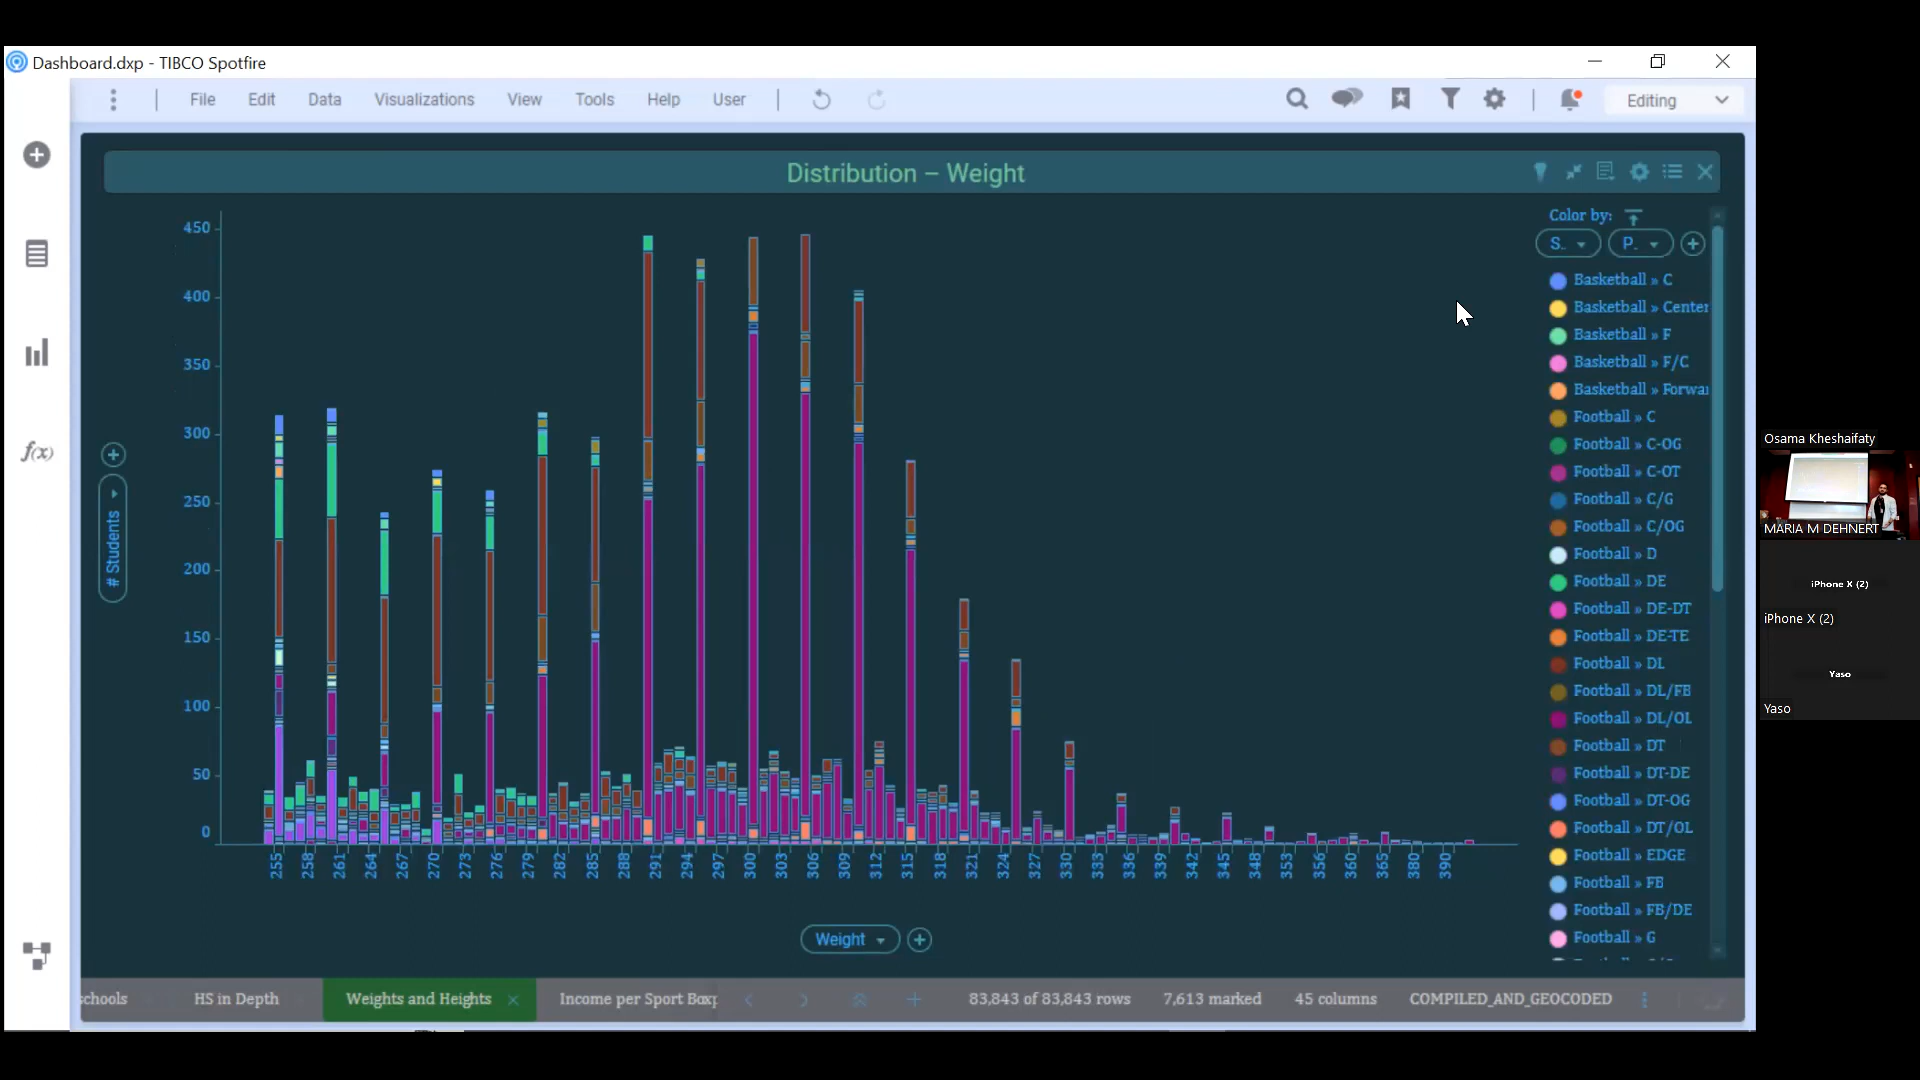 Dashboard.dxp - TIBCO Spotfire
File Edit Data Visualizations View Tools Help User
Editing
Distribution – Weight
Color by:
S.. P..
Basketball » C
Basketball » Center
Basketball » F
Basketball » F/C
Basketball » Forwar
Football » C
Football » C-OG
Football » C-OT
Football » C/G
Football » C/OG
Football » D
Football » DE
Football » DE-DT
Football » DE-TE
Football » DL
Football » DL/FB
Football » DL/OL
Football » DT
Football » DT-DE
Football » DT-OG
Football » DT/OL
Football » EDGE
Football » FB
Football » FB/DE
Football » G
450
400
350
300
250
200
150
100
50
0
# Students
f(x)
255 258 261 264 267 270 273 276 279 282 285 288 291 294 297 300 303 306 309 312 315 318 321 324 327 330 333 336 339 342 345 348 353 356 360 365 380 390
Weight
schools HS in Depth Weights and Heights Income per Sport Boxp 83,843 of 83,843 rows 7,613 marked 45 columns COMPILED_AND_GEOCODED
Osama Kheshaifaty
MARIA M DEHNERT
iPhone X (2)
iPhone X (2)
Yaso
Yaso